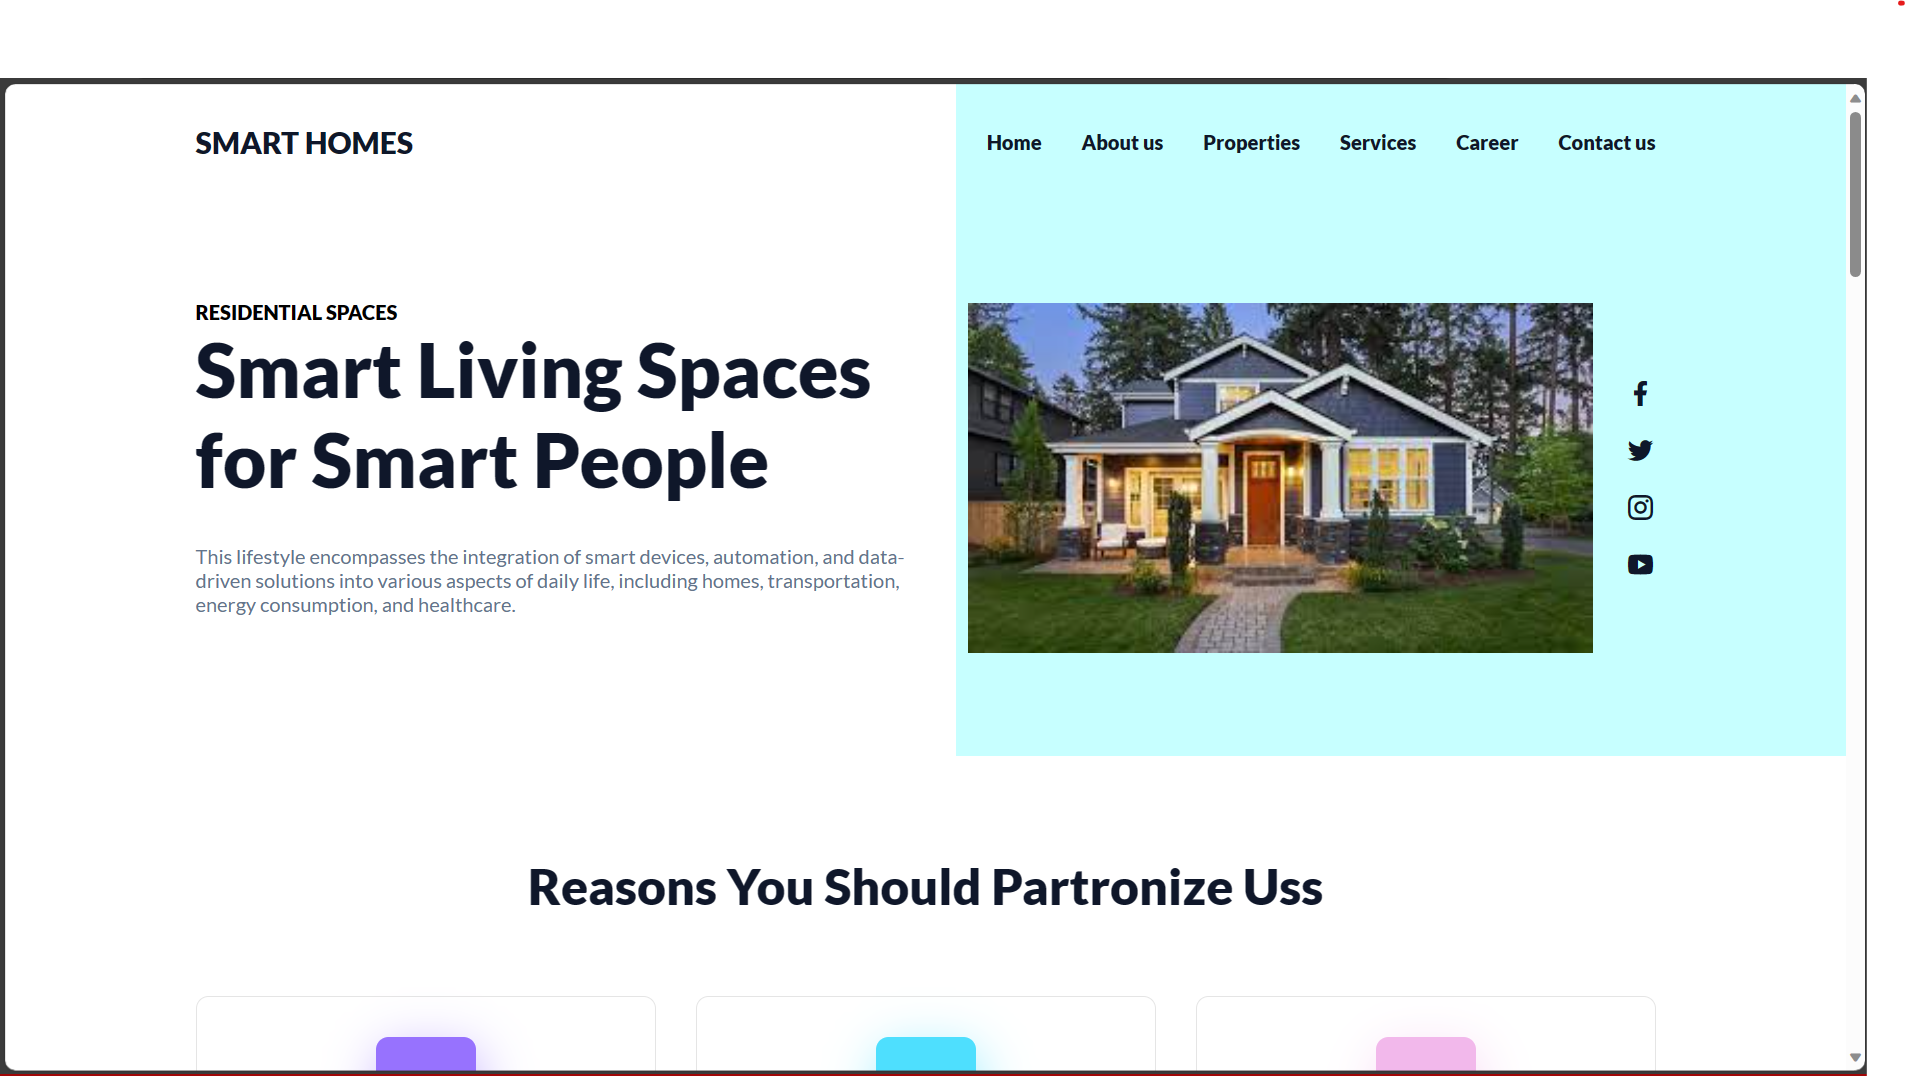 SMART HOMES
Home About us Properties Services Career Contact us
RESIDENTIAL SPACES
Smart Living Spaces
for Smart People
This lifestyle encompasses the integration of smart devices, automation, and data-
driven solutions into various aspects of daily life, including homes, transportation,
energy consumption, and healthcare.
Reasons You Should Partronize Uss